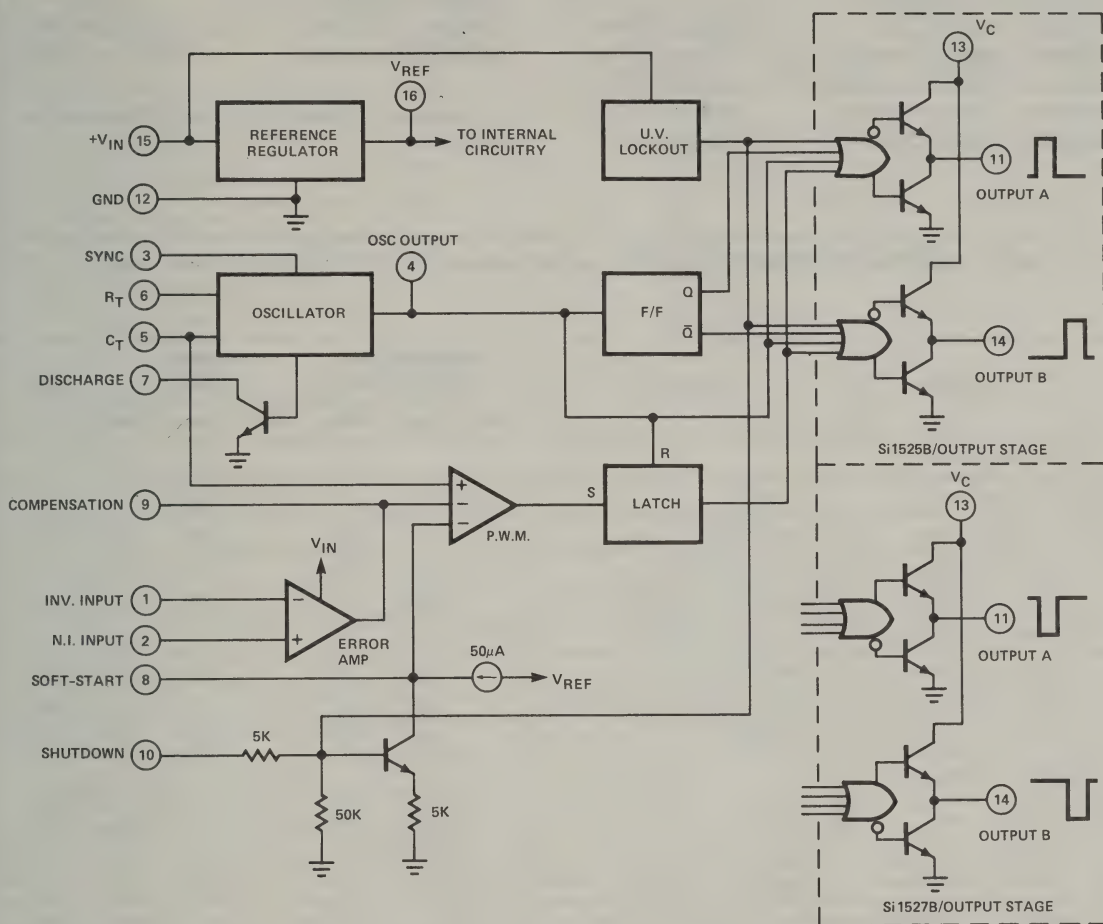 V_REF
16
+V_IN 15
REFERENCE
REGULATOR
TO INTERNAL
CIRCUITRY
U.V.
LOCKOUT
GND 12
SYNC 3
R_T 6
C_T 5
DISCHARGE 7
OSCILLATOR
OSC OUTPUT
4
F/F
Q
Q̅
R
S
LATCH
COMPENSATION 9
+
−
−
P.W.M.
V_IN
INV. INPUT 1
N.I. INPUT 2
−
+
ERROR
AMP
SOFT-START 8
50μA
V_REF
SHUTDOWN 10
5K
50K
5K
V_C
13
11
OUTPUT A
14
OUTPUT B
Si1525B/OUTPUT STAGE
V_C
13
11
OUTPUT A
14
OUTPUT B
Si1527B/OUTPUT STAGE